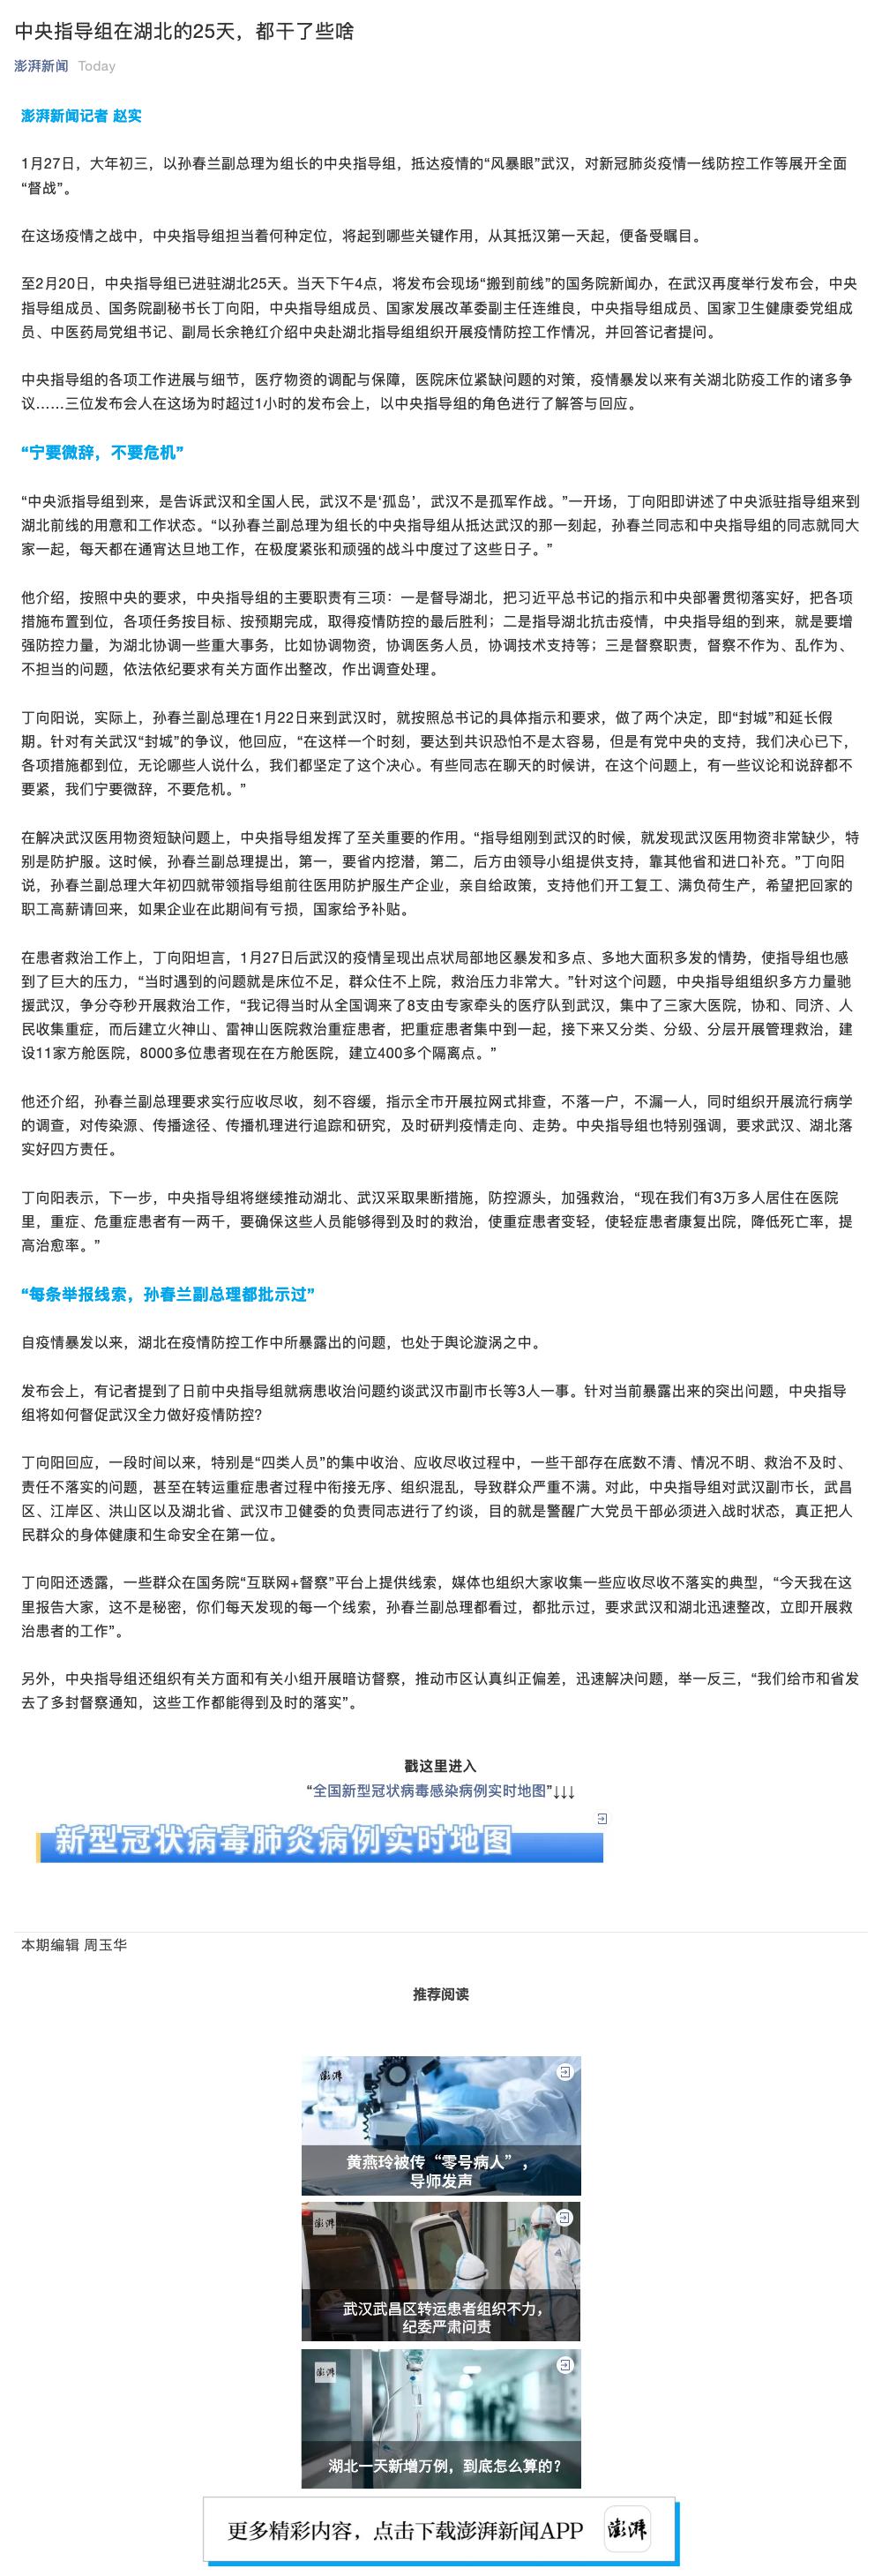 中央指导组在湖北的25天，都干了些啥
澎湃新闻 Today
澎湃新闻记者 赵实
1月27日，大年初三，以孙春兰副总理为组长的中央指导组，抵达疫情的“风暴眼”武汉，对新冠肺炎疫情一线防控工作等展开全面
“督战”。
在这场疫情之战中，中央指导组担当着何种定位，将起到哪些关键作用，从其抵汉第一天起，便备受瞩目。
至2月20日，中央指导组已进驻湖北25天。当天下午4点，将发布会现场“搬到前线”的国务院新闻办，在武汉再度举行发布会，中央
指导组成员、国务院副秘书长丁向阳，中央指导组成员、国家发展改革委副主任连维良，中央指导组成员、国家卫生健康委党组成
员、中医药局党组书记、副局长余艳红介绍中央赴湖北指导组组织开展疫情防控工作情况，并回答记者提问。
中央指导组的各项工作进展与细节，医疗物资的调配与保障，医院床位紧缺问题的对策，疫情暴发以来有关湖北防疫工作的诸多争
议……三位发布会人在这场为时超过1小时的发布会上，以中央指导组的角色进行了解答与回应。
“宁要微辞，不要危机”
“中央派指导组到来，是告诉武汉和全国人民，武汉不是‘孤岛’，武汉不是孤军作战。”一开场，丁向阳即讲述了中央派驻指导组来到
湖北前线的用意和工作状态。“以孙春兰副总理为组长的中央指导组从抵达武汉的那一刻起，孙春兰同志和中央指导组的同志就同大
家一起，每天都在通宵达旦地工作，在极度紧张和顽强的战斗中度过了这些日子。”
他介绍，按照中央的要求，中央指导组的主要职责有三项：一是督导湖北，把习近平总书记的指示和中央部署贯彻落实好，把各项
措施布置到位，各项任务按目标、按预期完成，取得疫情防控的最后胜利；二是指导湖北抗击疫情，中央指导组的到来，就是要增
强防控力量，为湖北协调一些重大事务，比如协调物资，协调医务人员，协调技术支持等；三是督察职责，督察不作为、乱作为、
不担当的问题，依法依纪要求有关方面作出整改，作出调查处理。
丁向阳说，实际上，孙春兰副总理在1月22日来到武汉时，就按照总书记的具体指示和要求，做了两个决定，即“封城”和延长假
期。针对有关武汉“封城”的争议，他回应，“在这样一个时刻，要达到共识恐怕不是太容易，但是有党中央的支持，我们决心已下，
各项措施都到位，无论哪些人说什么，我们都坚定了这个决心。有些同志在聊天的时候讲，在这个问题上，有一些议论和说辞都不
要紧，我们宁要微辞，不要危机。”
在解决武汉医用物资短缺问题上，中央指导组发挥了至关重要的作用。“指导组刚到武汉的时候，就发现武汉医用物资非常缺少，特
别是防护服。这时候，孙春兰副总理提出，第一，要省内挖潜，第二，后方由领导小组提供支持，靠其他省和进口补充。”丁向阳
说，孙春兰副总理大年初四就带领指导组前往医用防护服生产企业，亲自给政策，支持他们开工复工、满负荷生产，希望把回家的
职工高薪请回来，如果企业在此期间有亏损，国家给予补贴。
在患者救治工作上，丁向阳坦言，1月27日后武汉的疫情呈现出点状局部地区暴发和多点、多地大面积多发的情势，使指导组也感
到了巨大的压力，“当时遇到的问题就是床位不足，群众住不上院，救治压力非常大。”针对这个问题，中央指导组组织多方力量驰
援武汉，争分夺秒开展救治工作，“我记得当时从全国调来了8支由专家牵头的医疗队到武汉，集中了三家大医院，协和、同济、人
民收集重症，而后建立火神山、雷神山医院救治重症患者，把重症患者集中到一起，接下来又分类、分级、分层开展管理救治，建
设11家方舱医院，8000多位患者现在在方舱医院，建立400多个隔离点。”
他还介绍，孙春兰副总理要求实行应收尽收，刻不容缓，指示全市开展拉网式排查，不落一户，不漏一人，同时组织开展流行病学
的调查，对传染源、传播途径、传播机理进行追踪和研究，及时研判疫情走向、走势。中央指导组也特别强调，要求武汉、湖北落
实好四方责任。
丁向阳表示，下一步，中央指导组将继续推动湖北、武汉采取果断措施，防控源头，加强救治，“现在我们有3万多人居住在医院
里，重症、危重症患者有一两千，要确保这些人员能够得到及时的救治，使重症患者变轻，使轻症患者康复出院，降低死亡率，提
高治愈率。”
“每条举报线索，孙春兰副总理都批示过”
自疫情暴发以来，湖北在疫情防控工作中所暴露出的问题，也处于舆论漩涡之中。
发布会上，有记者提到了日前中央指导组就病患收治问题约谈武汉市副市长等3人一事。针对当前暴露出来的突出问题，中央指导
组将如何督促武汉全力做好疫情防控?
丁向阳回应，一段时间以来，特别是“四类人员”的集中收治、应收尽收过程中，一些干部存在底数不清、情况不明、救治不及时、
责任不落实的问题，甚至在转运重症患者过程中衔接无序、组织混乱，导致群众严重不满。对此，中央指导组对武汉副市长，武昌
区、江岸区、洪山区以及湖北省、武汉市卫健委的负责同志进行了约谈，目的就是警醒广大党员干部必须进入战时状态，真正把人
民群众的身体健康和生命安全在第一位。
丁向阳还透露，一些群众在国务院“互联网+督察”平台上提供线索，媒体也组织大家收集一些应收尽收不落实的典型，“今天我在这
里报告大家，这不是秘密，你们每天发现的每一个线索，孙春兰副总理都看过，都批示过，要求武汉和湖北迅速整改，立即开展救
治患者的工作”。
另外，中央指导组还组织有关方面和有关小组开展暗访督察，推动市区认真纠正偏差，迅速解决问题，举一反三，“我们给市和省发
去了多封督察通知，这些工作都能得到及时的落实”。
戳这里进入
“全国新型冠状病毒感染病例实时地图”↓↓↓
新型冠状病毒肺炎病例实时地图
本期编辑 周玉华
推荐阅读
澎湃
黄燕玲被传“零号病人”，
导师发声
澎湃
武汉武昌区转运患者组织不力，
纪委严肃问责
澎湃
湖北一天新增万例，到底怎么算的？
更多精彩内容，点击下载澎湃新闻APP 澎湃